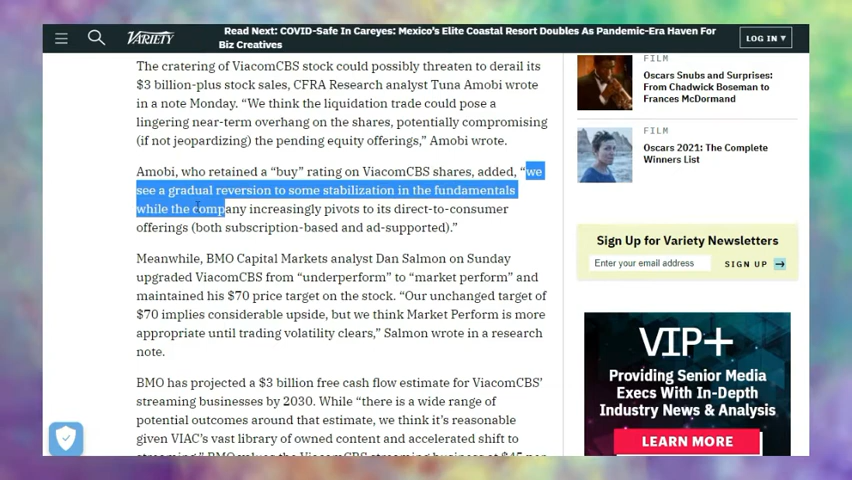 VARIETY
Read Next: COVID-Safe In Careyes: Mexico's Elite Coastal Resort Doubles As Pandemic-Era Haven For
Biz Creatives
LOG IN ▾
The cratering of ViacomCBS stock could possibly threaten to derail its
$3 billion-plus stock sales, CFRA Research analyst Tuna Amobi wrote
in a note Monday. “We think the liquidation trade could pose a
lingering near-term overhang on the shares, potentially compromising
(if not jeopardizing) the pending equity offerings,” Amobi wrote.
Amobi, who retained a “buy” rating on ViacomCBS shares, added, “we
see a gradual reversion to some stabilization in the fundamentals
while the company increasingly pivots to its direct-to-consumer
offerings (both subscription-based and ad-supported).”
Meanwhile, BMO Capital Markets analyst Dan Salmon on Sunday
upgraded ViacomCBS from “underperform” to “market perform” and
maintained his $70 price target on the stock. “Our unchanged target of
$70 implies considerable upside, but we think Market Perform is more
appropriate until trading volatility clears,” Salmon wrote in a research
note.
BMO has projected a $3 billion free cash flow estimate for ViacomCBS’
streaming businesses by 2030. While “there is a wide range of
potential outcomes around that estimate, we think it’s reasonable
given VIAC’s vast library of owned content and accelerated shift to
FILM
Oscars Snubs and Surprises:
From Chadwick Boseman to
Frances McDormand
FILM
Oscars 2021: The Complete
Winners List
Sign Up for Variety Newsletters
Enter your email address
SIGN UP →
VIP+
Providing Senior Media
Execs With In-Depth
Industry News & Analysis
LEARN MORE